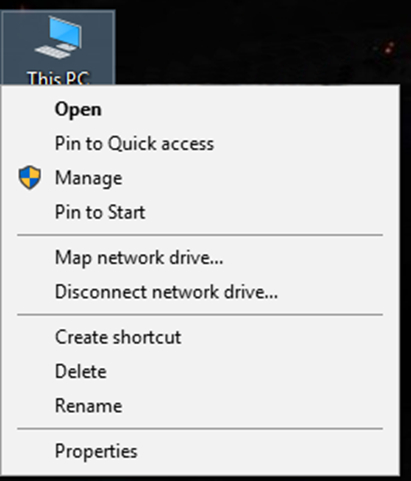 This PC
Open
Pin to Quick access
Manage
Pin to Start
Map network drive...
Disconnect network drive...
Create shortcut
Delete
Rename
Properties